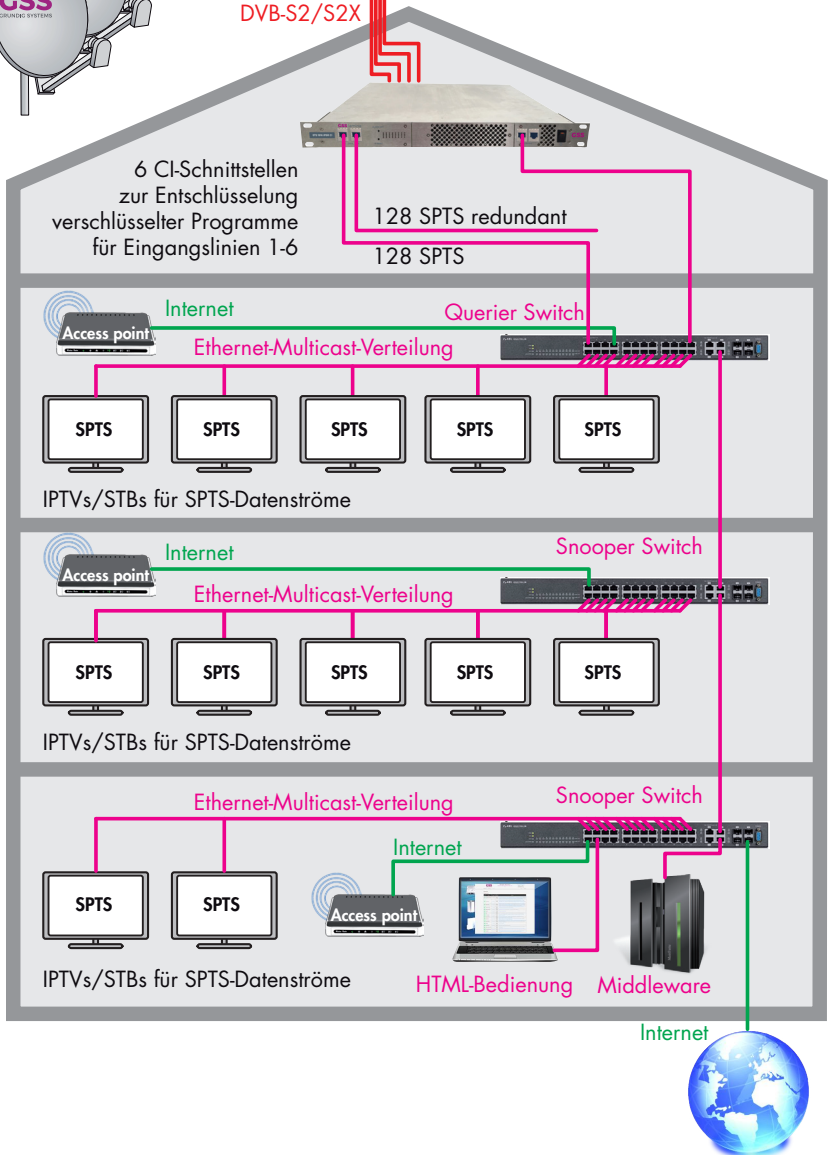 GSS
GRUNDIG SYSTEMS
DVB-S2/S2X
GSS
GSS
6 CI-Schnittstellen
zur Entschlüsselung
verschlüsselter Programme
für Eingangslinien 1-6
128 SPTS redundant
128 SPTS
Internet
Querier Switch
Access point
Ethernet-Multicast-Verteilung
SPTS
SPTS
SPTS
SPTS
SPTS
IPTVs/STBs für SPTS-Datenströme
Internet
Snooper Switch
Access point
Ethernet-Multicast-Verteilung
SPTS
SPTS
SPTS
SPTS
SPTS
IPTVs/STBs für SPTS-Datenströme
Ethernet-Multicast-Verteilung
Snooper Switch
Internet
SPTS
SPTS
Access point
IPTVs/STBs für SPTS-Datenströme
HTML-Bedienung
Middleware
Internet